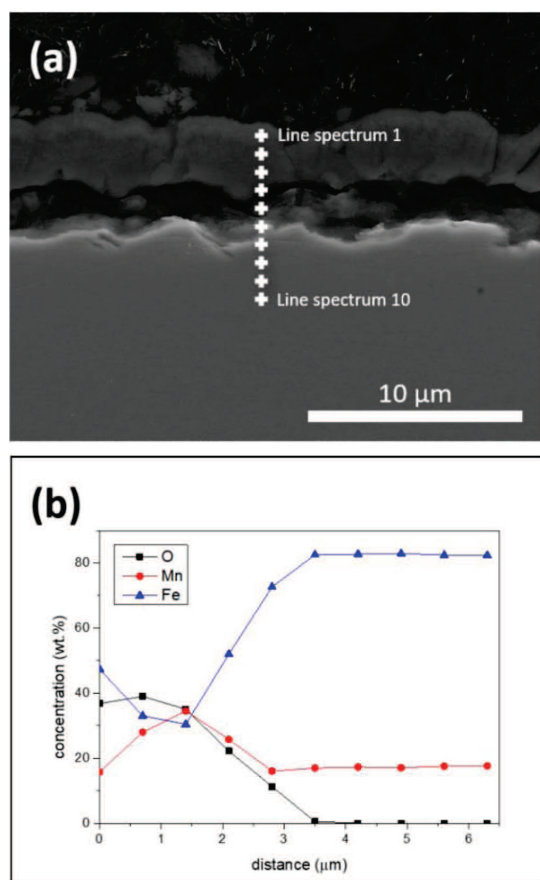 (a)
Line spectrum 1
Line spectrum 10
10 μm
(b)
O
Mn
Fe
80
60
40
20
0
concentration (wt.%)
0 1 2 3 4 5 6
distance (μm)